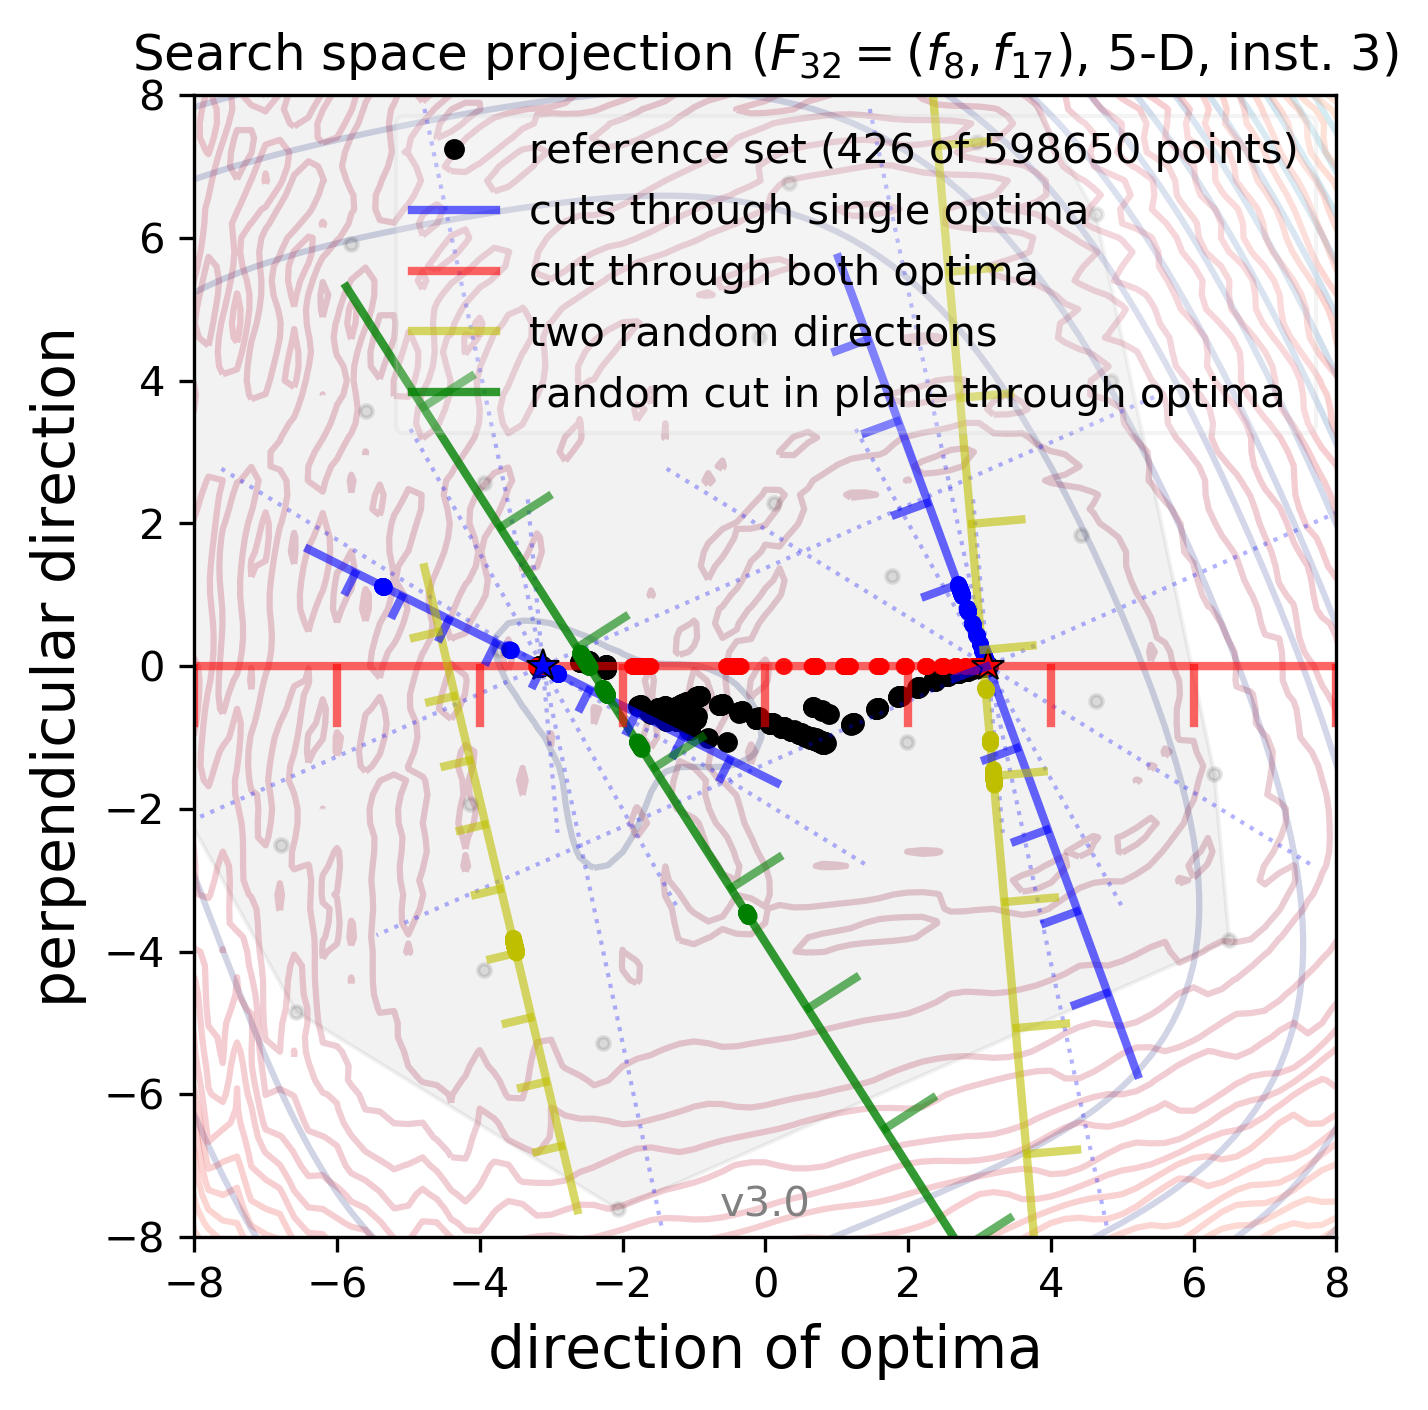 Search space projection (F₃₂ = (f₈, f₁₇), 5-D, inst. 3)
reference set (426 of 598650 points)
cuts through single optima
cut through both optima
two random directions
random cut in plane through optima
perpendicular direction
8
6
4
2
0
−2
−4
−6
−8
v3.0
−8 −6 −4 −2 0 2 4 6 8
direction of optima